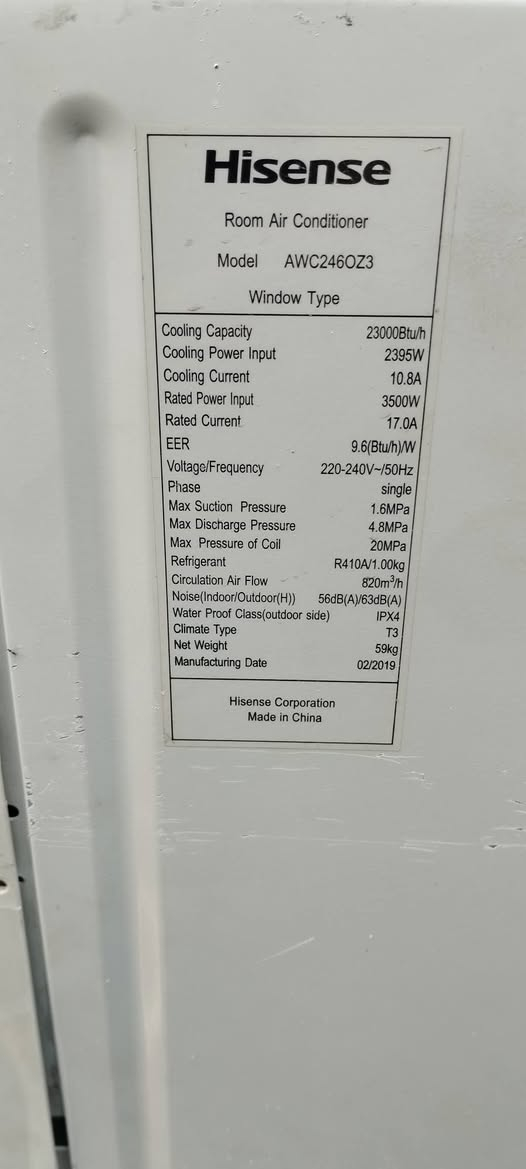 Hisense
Room Air Conditioner
Model AWC246OZ3
Window Type
Cooling Capacity 23000Btu/h
Cooling Power Input 2395W
Cooling Current 10.8A
Rated Power Input 3500W
Rated Current 17.0A
EER 9.6(Btu/h)/W
Voltage/Frequency 220-240V~/50Hz
Phase single
Max Suction Pressure 1.6MPa
Max Discharge Pressure 4.8MPa
Max Pressure of Coil 20MPa
Refrigerant R410A/1.00kg
Circulation Air Flow 820m³/h
Noise(Indoor/Outdoor(H)) 56dB(A)/63dB(A)
Water Proof Class(outdoor side) IPX4
Climate Type T3
Net Weight 59kg
Manufacturing Date 02/2019
Hisense Corporation
Made in China